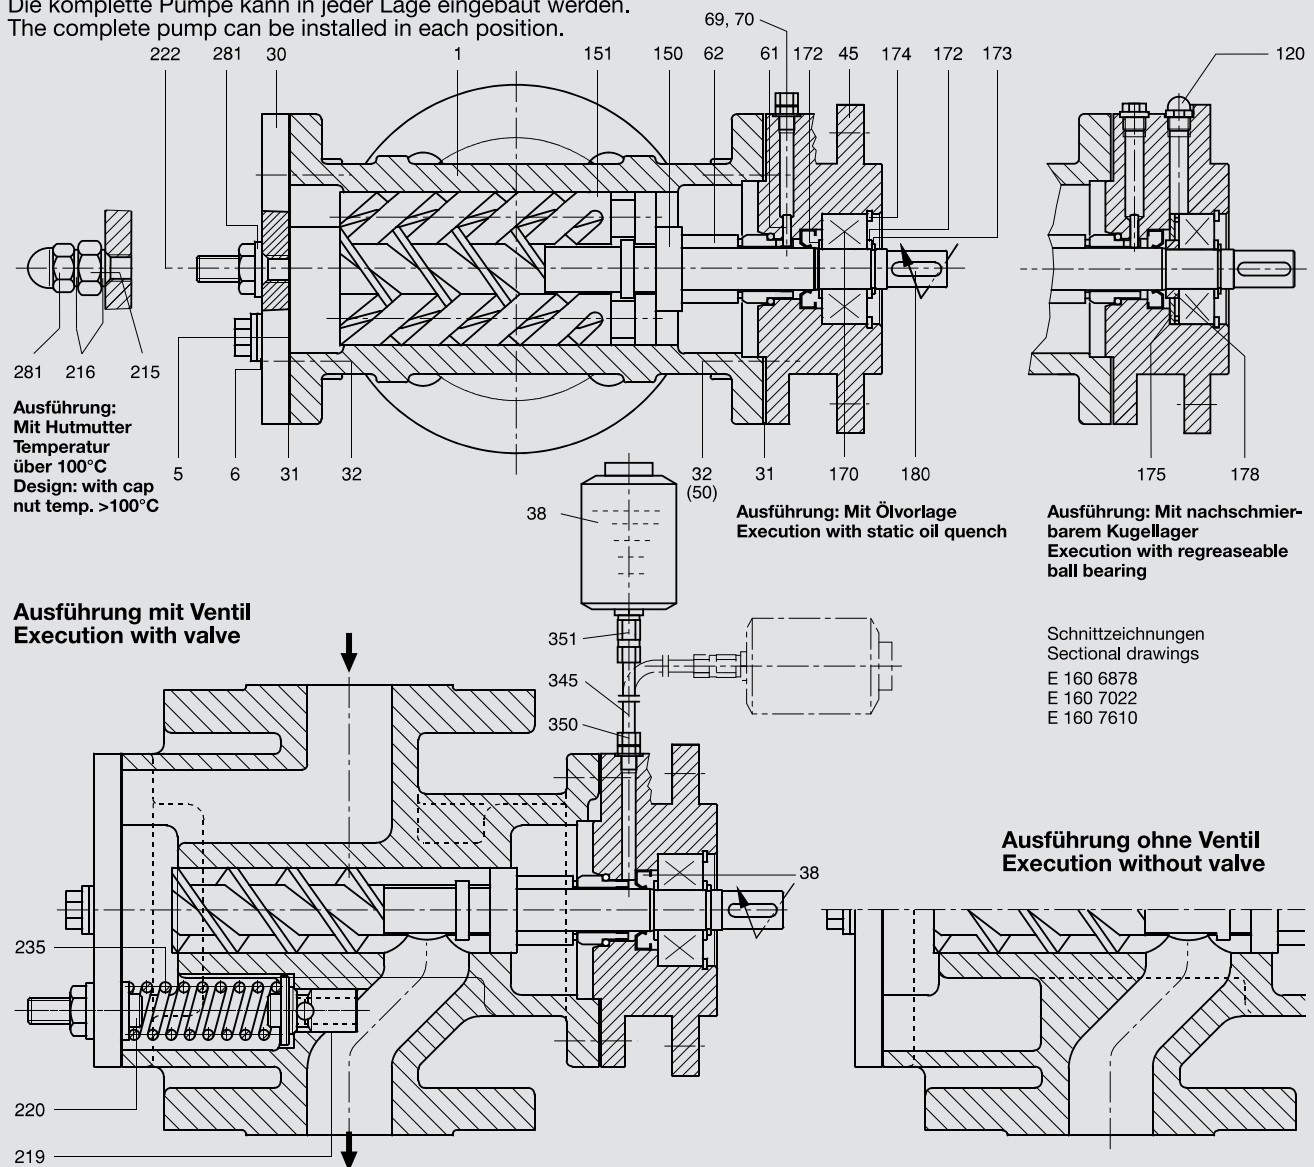 Die komplette Pumpe kann in jeder Lage eingebaut werden.
The complete pump can be installed in each position.
69, 70
222 281 30 1 151 150 62 61 172 45 174 172 173 120
281 216 215
Ausführung:
Mit Hutmutter
Temperatur
über 100°C
Design: with cap
nut temp. >100°C
5 6 31 32 32 31 170 180 175 178
(50)
38
Ausführung: Mit Ölvorlage
Execution with static oil quench
Ausführung: Mit nachschmier-
barem Kugellager
Execution with regreaseable
ball bearing
Ausführung mit Ventil
Execution with valve
351
345
350
Schnittzeichnungen
Sectional drawings
E 160 6878
E 160 7022
E 160 7610
Ausführung ohne Ventil
Execution without valve
38
235
220
219